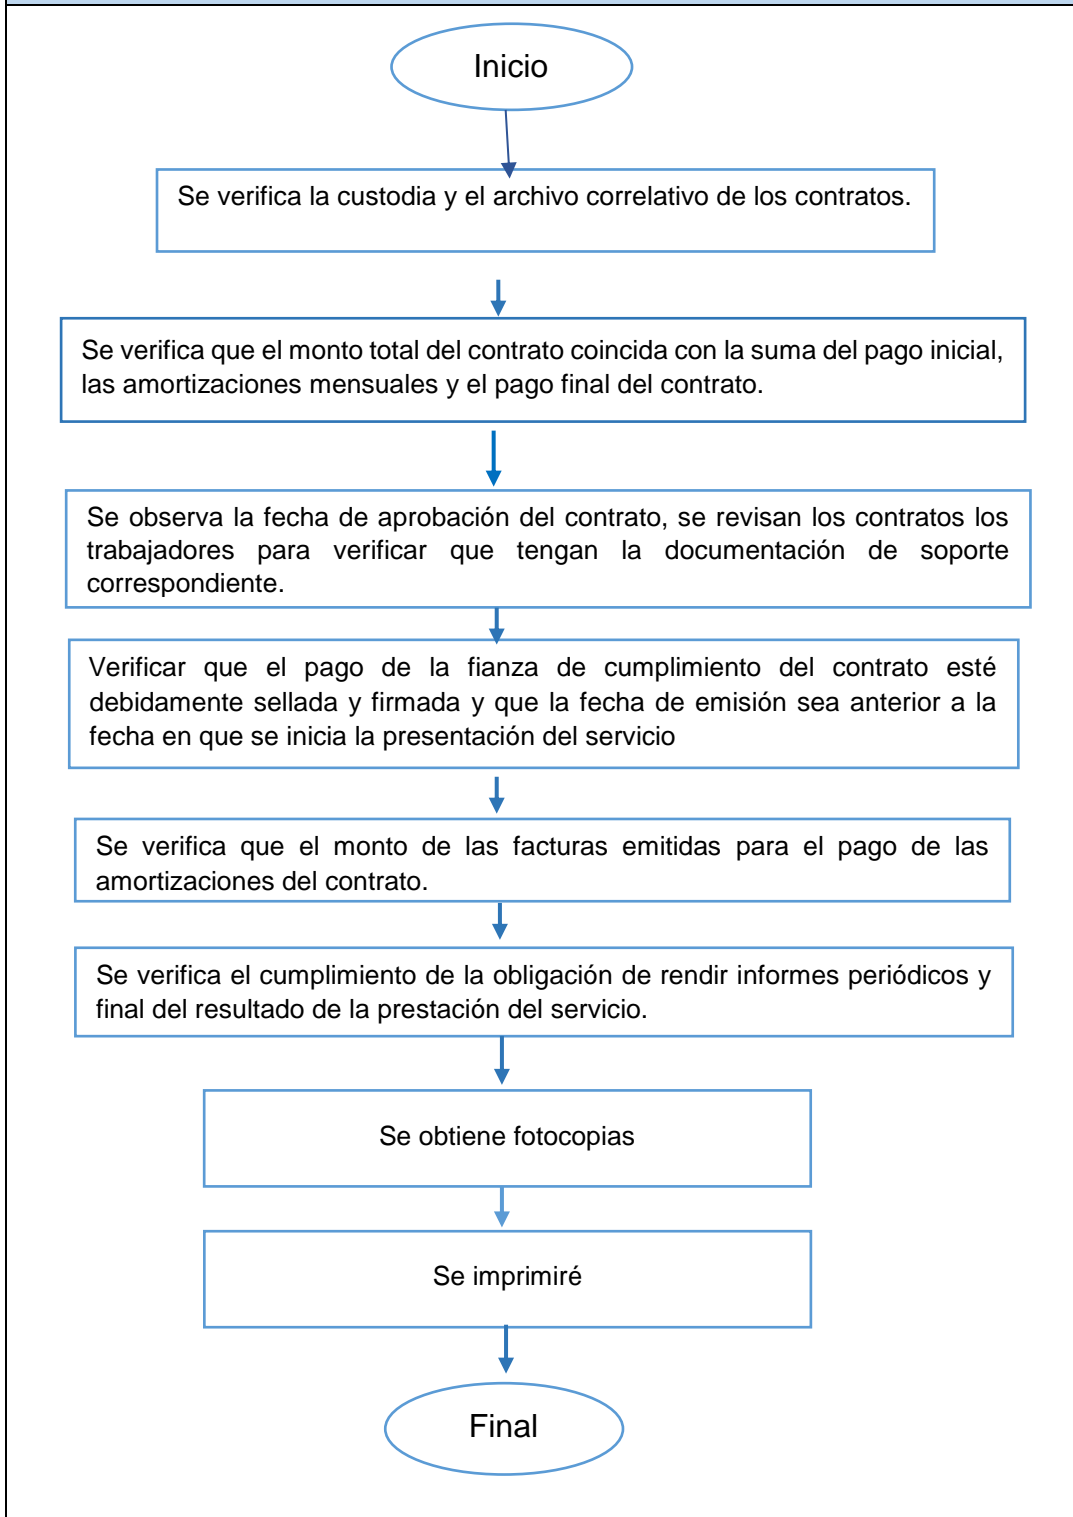 Inicio
Se verifica la custodia y el archivo correlativo de los contratos.
Se verifica que el monto total del contrato coincida con la suma del pago inicial,
las amortizaciones mensuales y el pago final del contrato.
Se observa la fecha de aprobación del contrato, se revisan los contratos los
trabajadores para verificar que tengan la documentación de soporte
correspondiente.
Verificar que el pago de la fianza de cumplimiento del contrato esté
debidamente sellada y firmada y que la fecha de emisión sea anterior a la
fecha en que se inicia la presentación del servicio
Se verifica que el monto de las facturas emitidas para el pago de las
amortizaciones del contrato.
Se verifica el cumplimiento de la obligación de rendir informes periódicos y
final del resultado de la prestación del servicio.
Se obtiene fotocopias
Se imprimiré
Final